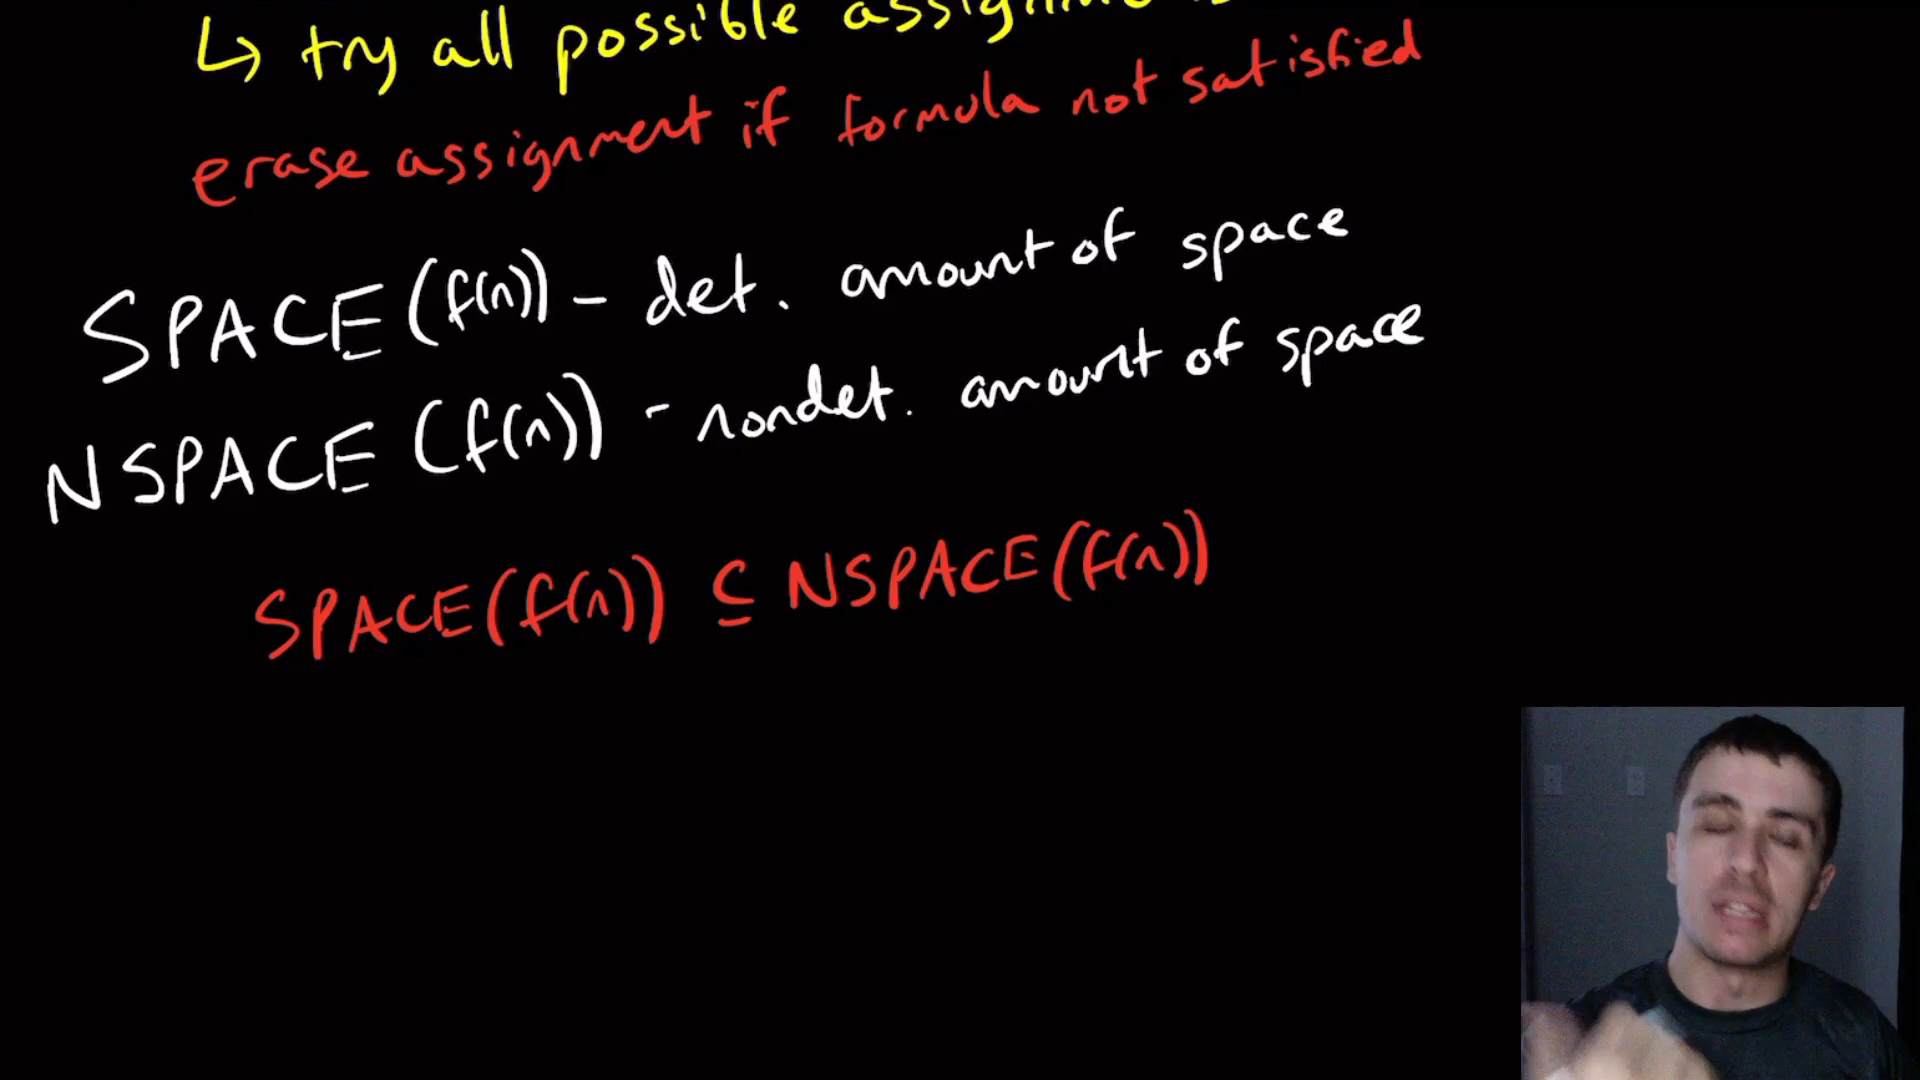 ↳ try all possible
erase assignment if formula not satisfied
SPACE(f(n)) - det. amount of space
NSPACE (f(n)) - nondet. amount of space
SPACE(f(n)) ⊆ NSPACE(f(n))